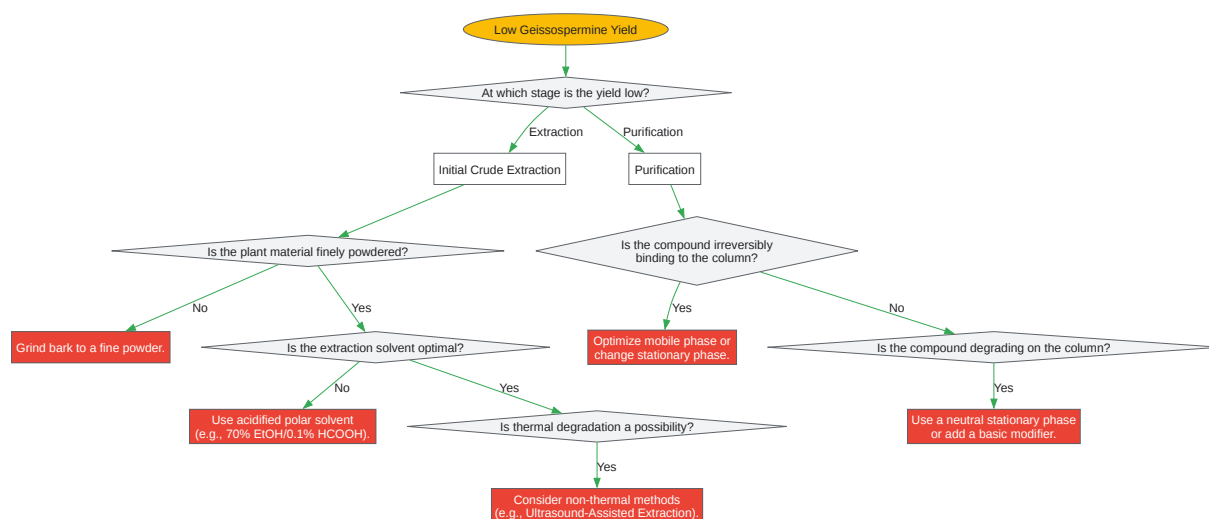 Low Geissospermine Yield
At which stage is the yield low?
Extraction
Purification
Initial Crude Extraction
Purification
Is the plant material finely powdered?
Is the compound irreversibly
binding to the column?
No
Yes
Yes
No
Grind bark to a fine powder.
Is the extraction solvent optimal?
Optimize mobile phase or
change stationary phase.
Is the compound degrading on the column?
No
Yes
Yes
Use acidified polar solvent
(e.g., 70% EtOH/0.1% HCOOH).
Is thermal degradation a possibility?
Use a neutral stationary phase
or add a basic modifier.
Yes
Consider non-thermal methods
(e.g., Ultrasound-Assisted Extraction).